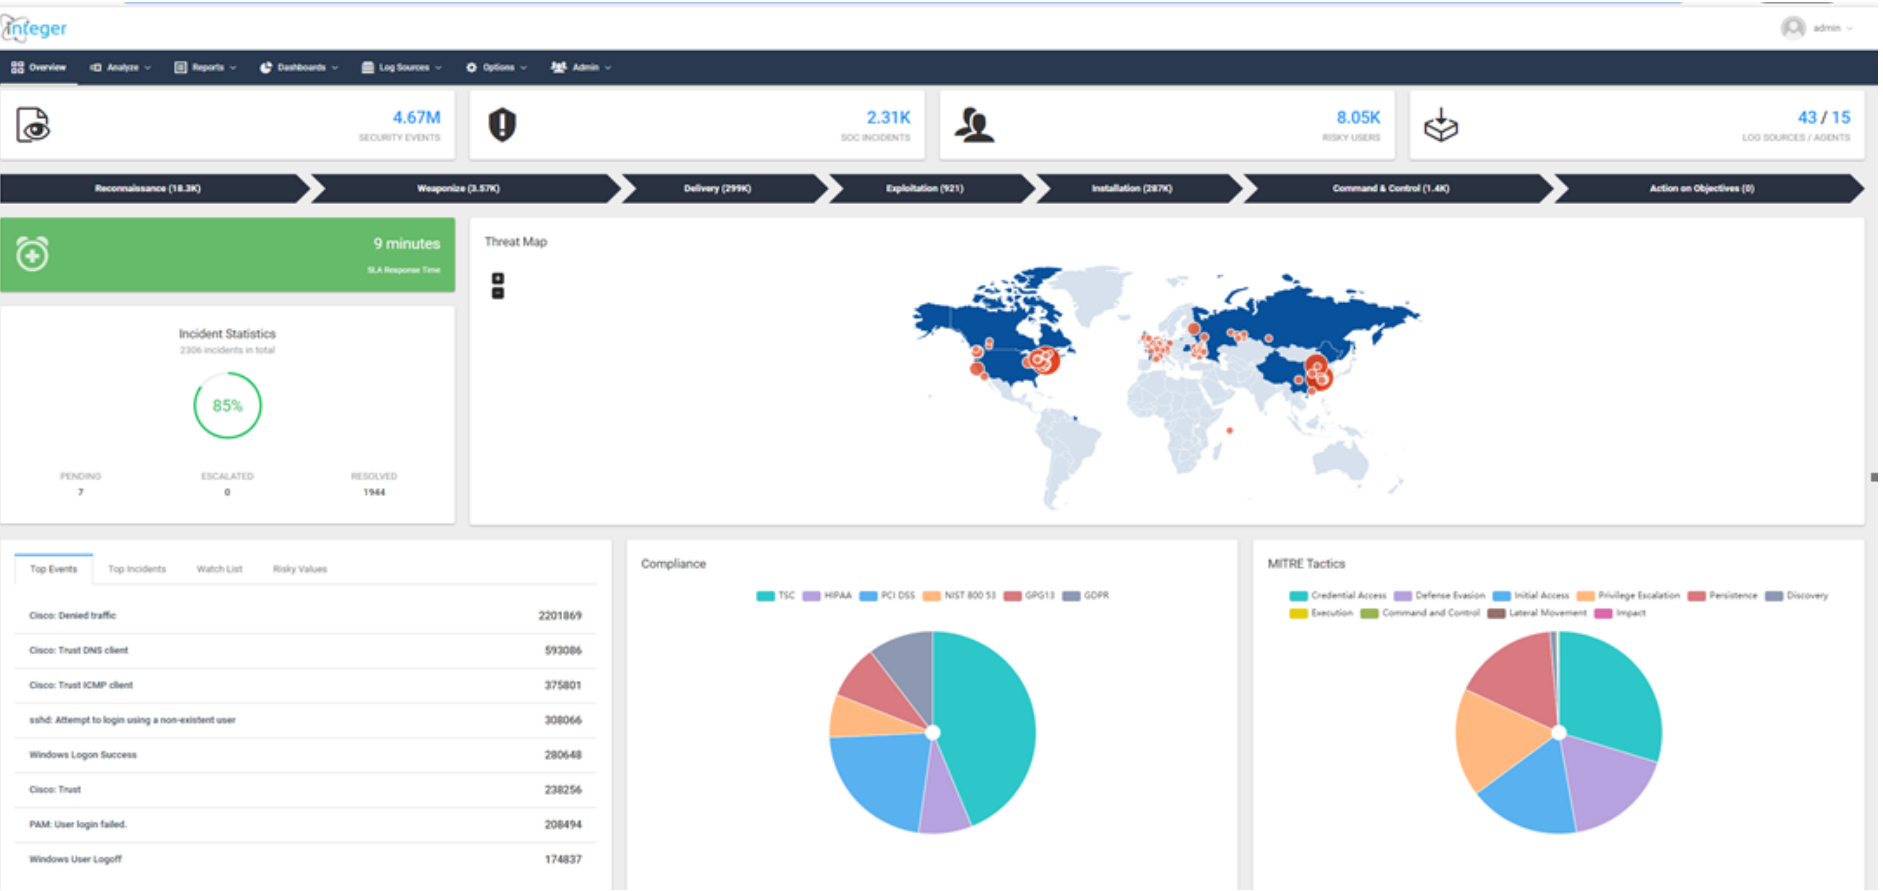 integer
admin
Overview Analyze Reports Dashboards Log Sources Options Admin
4.67M
SECURITY EVENTS
2.31K
SOC INCIDENTS
8.05K
RISKY USERS
43 / 15
LOG SOURCES / AGENTS
Reconnaissance (18.3K) Weaponize (3.57K) Delivery (299K) Exploitation (921) Installation (287K) Command & Control (1.4K) Action on Objectives (0)
9 minutes
SLA Response Time
Threat Map
Incident Statistics
2306 incidents in total
85%
PENDING ESCALATED RESOLVED
7 0 1944
Top Events Top Incidents Watch List Risky Values
Cisco: Denied traffic 2201869
Cisco: Trust DNS client 593086
Cisco: Trust ICMP client 375801
sshd: Attempt to login using a non-existent user 308066
Windows Logon Success 280648
Cisco: Trust 238256
PAM: User login failed. 208494
Windows User Logoff 174837
Compliance
TSC HIPAA PCI DSS NIST 800 53 GPG13 GDPR
MITRE Tactics
Credential Access Defense Evasion Initial Access Privilege Escalation Persistence Discovery
Execution Command and Control Lateral Movement Impact